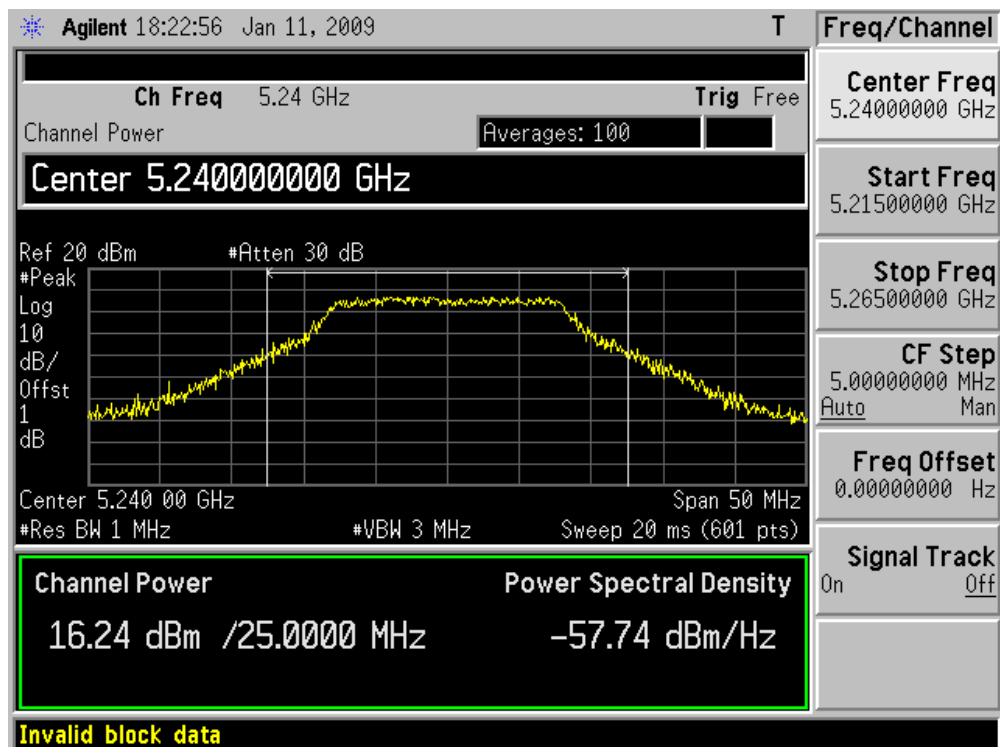 Agilent 18:22:56 Jan 11, 2009 T
Freq/Channel
Ch Freq 5.24 GHz Trig Free
Channel Power Averages: 100
Center 5.240000000 GHz
Ref 20 dBm #Atten 30 dB
#Peak
Log
10
dB/
Offst
1
dB
Center 5.240 00 GHz Span 50 MHz
#Res BW 1 MHz #VBW 3 MHz Sweep 20 ms (601 pts)
Channel Power Power Spectral Density
16.24 dBm /25.0000 MHz -57.74 dBm/Hz
Center Freq
5.24000000 GHz
Start Freq
5.21500000 GHz
Stop Freq
5.26500000 GHz
CF Step
5.00000000 MHz
Auto Man
Freq Offset
0.00000000 Hz
Signal Track
On Off
Invalid block data